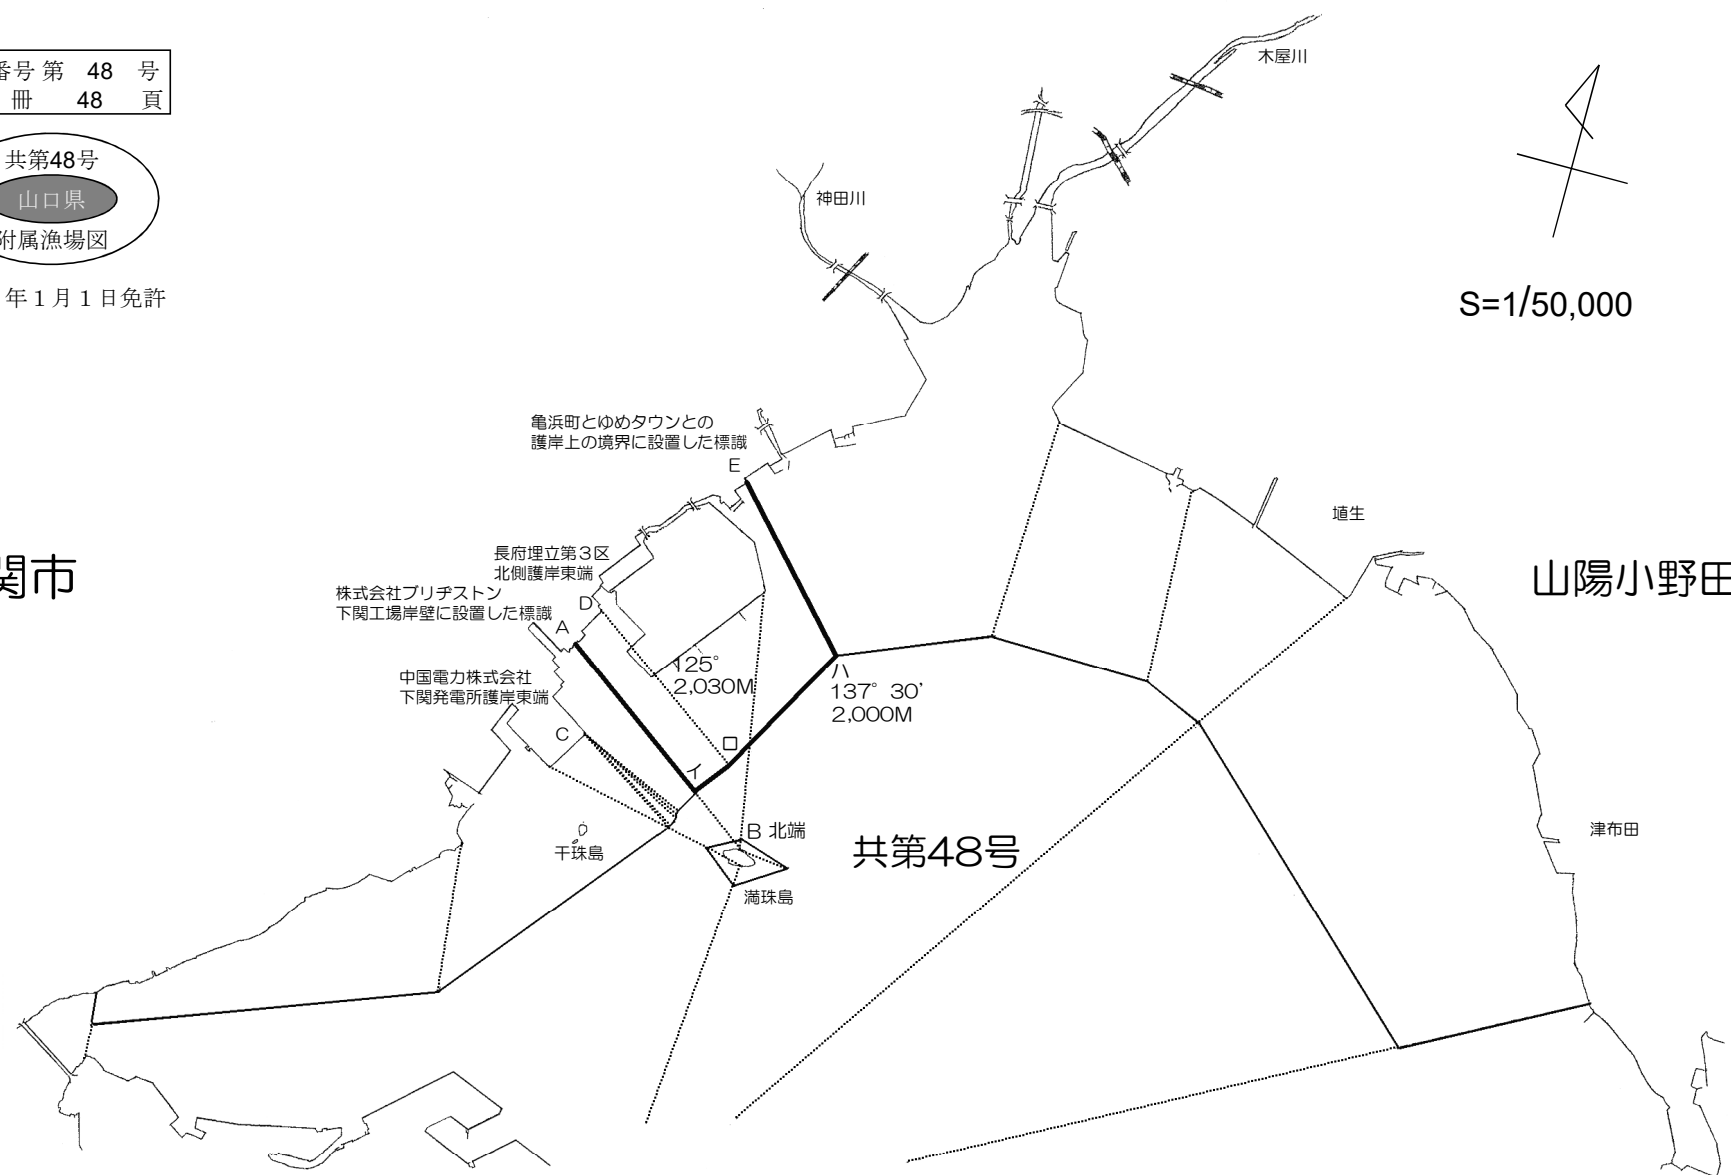 番号 第 48 号
冊 48 頁
共第48号
山口県
附属漁場図
年１月１日免許
木屋川
神田川
S=1/50,000
亀浜町とゆめタウンとの
護岸上の境界に設置した標識
E
長府埋立第３区
北側護岸東端
D
株式会社ブリヂストン
下関工場岸壁に設置した標識
A
中国電力株式会社
下関発電所護岸東端
C
埴生
関市
山陽小野田
125°
2,030M
ハ
137° 30'
2,000M
ロ
イ
B 北端
共第48号
干珠島
満珠島
津布田